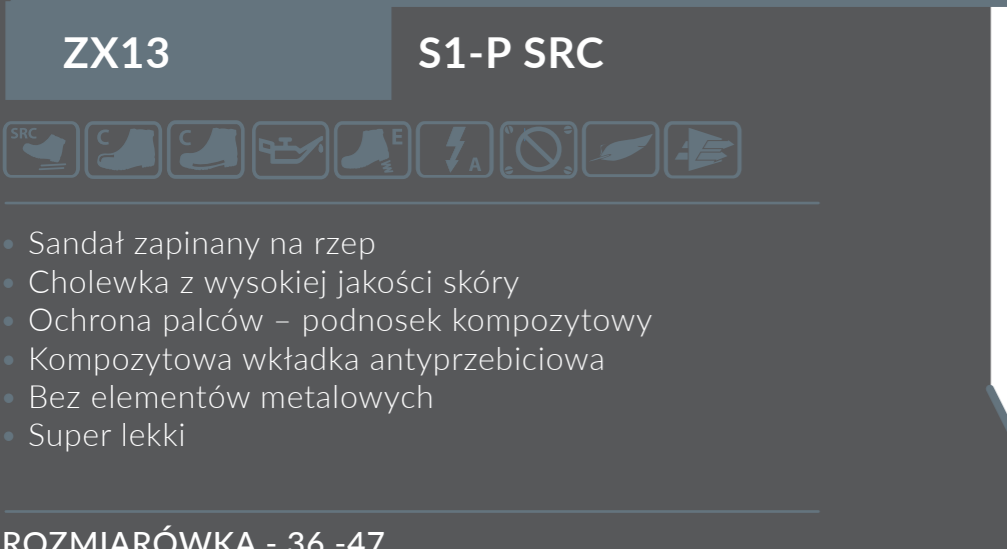 ZX13
S1-P SRC
SRC
C
C
E
A
Sandał zapinany na rzep
Cholewka z wysokiej jakości skóry
Ochrona palców – podnosek kompozytowy
Kompozytowa wkładka antyprzebiciowa
Bez elementów metalowych
Super lekki
ROZMIARÓWKA - 36 -47